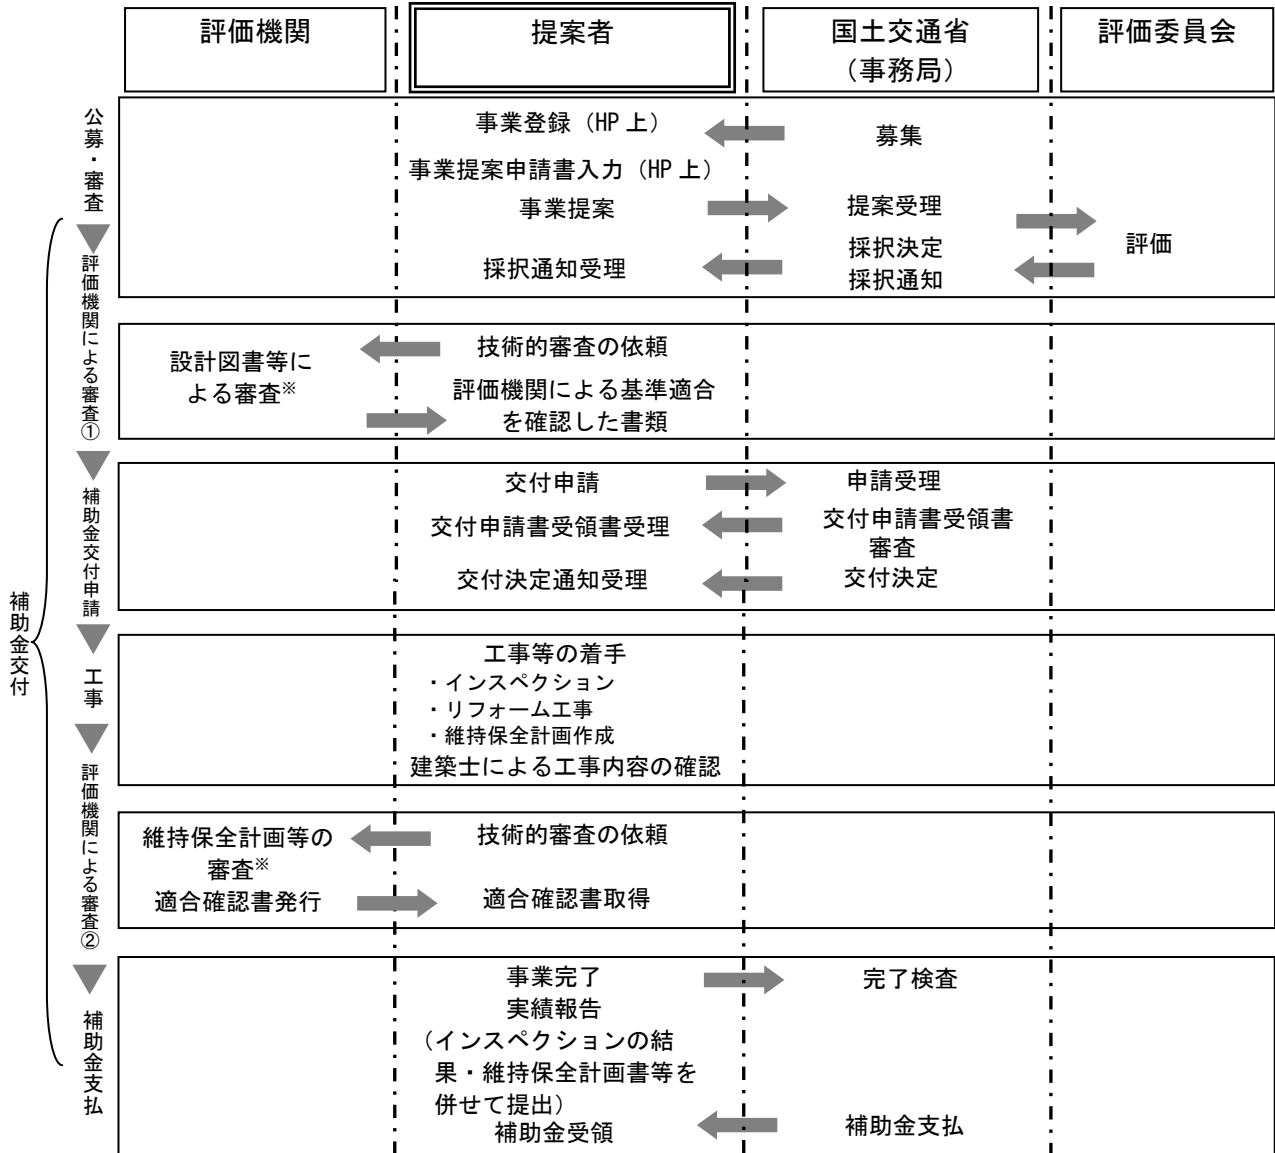 評価機関
提案者
国土交通省
（事務局）
評価委員会
公募・審査
事業登録（HP上）
募集
事業提案申請書入力（HP上）
事業提案
提案受理
評価
採択決定
採択通知受理
採択通知
評価機関による審査①
技術的審査の依頼
設計図書等に
よる審査※
評価機関による基準適合
を確認した書類
補助金交付申請
交付申請
申請受理
交付申請書受領書受理
交付申請書受領書
審査
交付決定通知受理
交付決定
補助金交付
工事
工事等の着手
・インスペクション
・リフォーム工事
・維持保全計画作成
建築士による工事内容の確認
評価機関による審査②
維持保全計画等の
審査※
技術的審査の依頼
適合確認書発行
適合確認書取得
補助金支払
事業完了
完了検査
実績報告
（インスペクションの結
果・維持保全計画書等を
併せて提出）
補助金受領
補助金支払